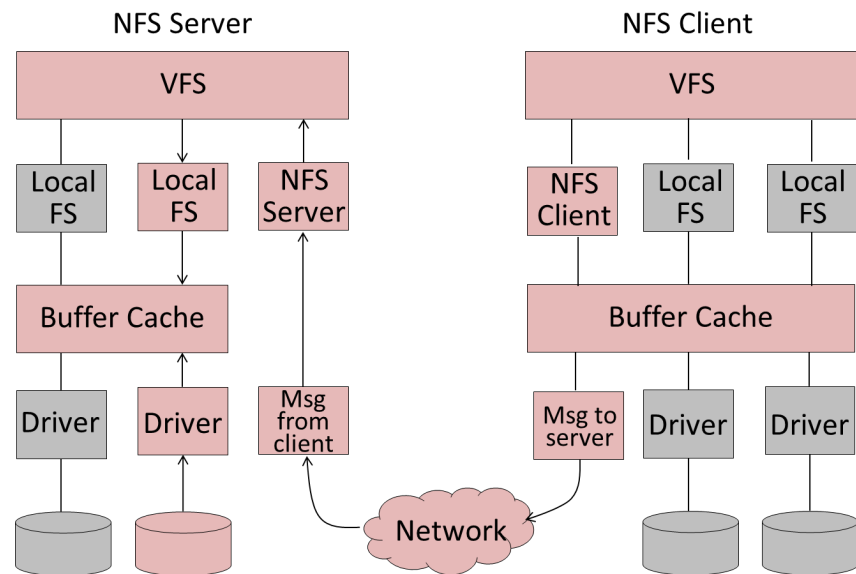 NFS Server
NFS Client
VFS
VFS
Local
FS
Local
FS
NFS
Server
NFS
Client
Local
FS
Local
FS
Buffer Cache
Buffer Cache
Driver
Driver
Msg
from
client
Msg to
server
Driver
Driver
Network